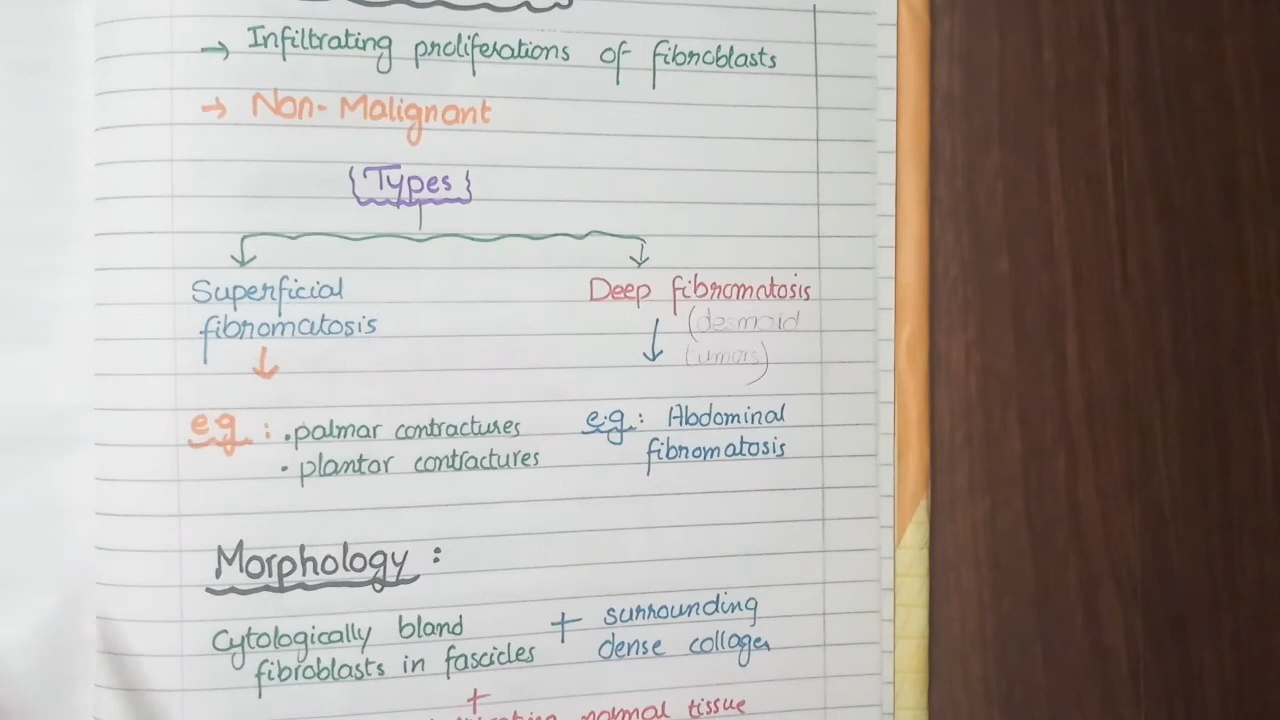 → Infiltrating proliferations of fibroblasts
→ Non-Malignant
{Types}
Superficial
fibromatosis
Deep fibromatosis
(desmoid
tumors)
e.g : • palmar contractures
• plantar contractures
e.g : Abdominal
fibromatosis
Morphology :
Cytologically bland
fibroblasts in fascicles
+ surrounding
dense collagen
+
normal tissue